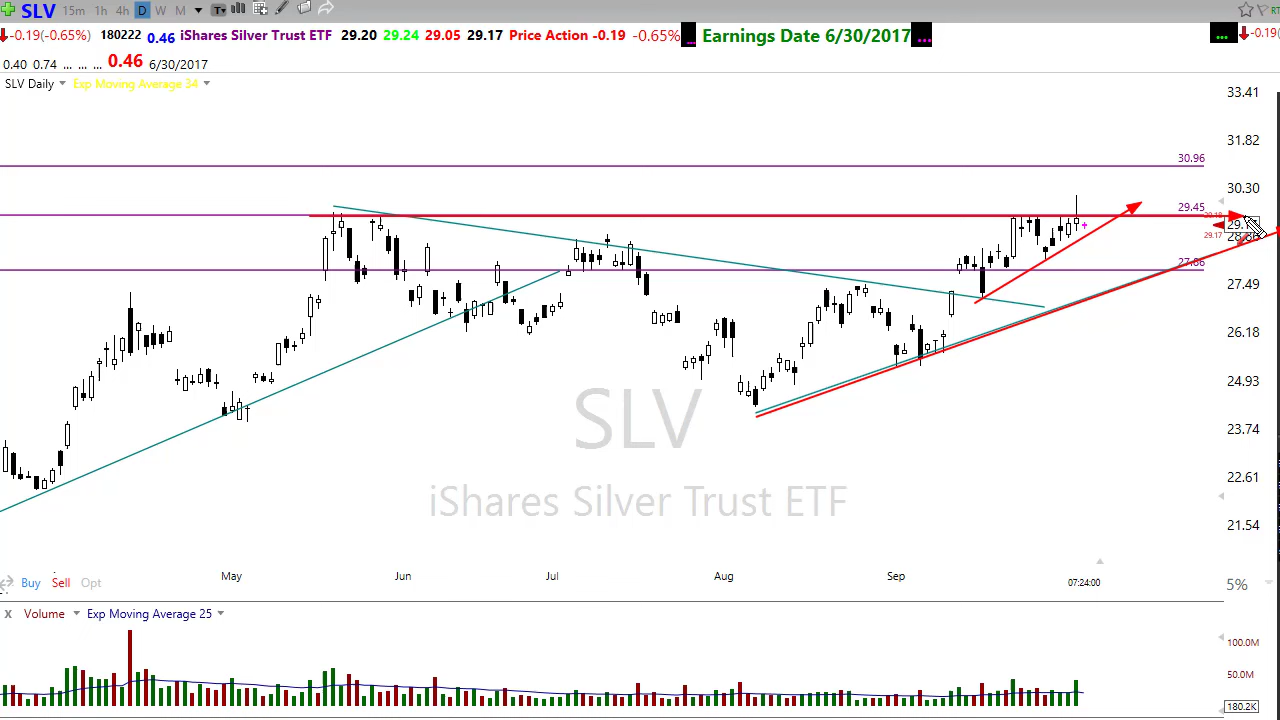 SLV 15m 1h 4h D W M T
-0.19(-0.65%) 180222 0.46 iShares Silver Trust ETF 29.20 29.24 29.05 29.17 Price Action -0.19 -0.65% ... Earnings Date 6/30/2017 ... ... -0.19(
0.40 0.74 ... ... ... 0.46 6/30/2017
SLV Daily Exp Moving Average 34
33.41
31.82
30.96
30.30
29.45
29.17
27.86
27.49
26.18
24.93
23.74
22.61
21.54
SLV
iShares Silver Trust ETF
May Jun Jul Aug Sep
07:24:00
Buy Sell Opt
5%
X Volume Exp Moving Average 25
100.0M
50.0M
180.2K